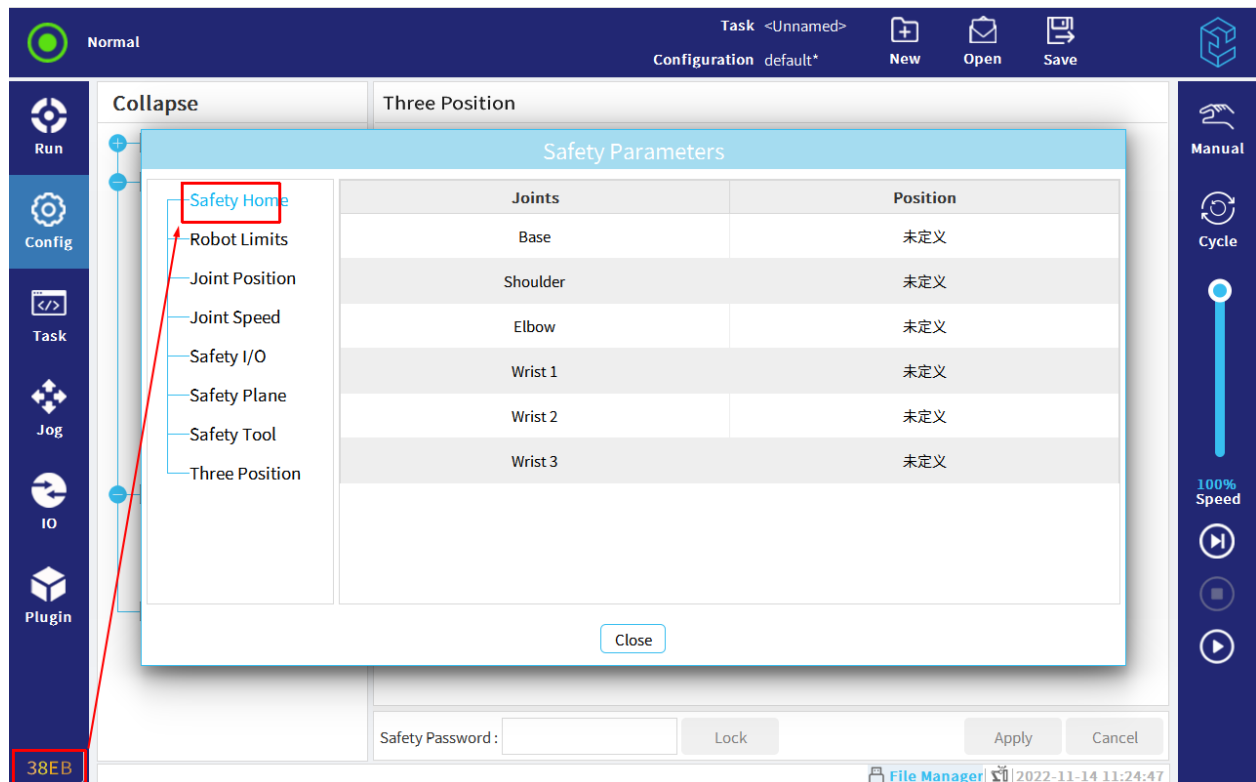 Normal
Task <Unnamed>
Configuration default*
New
Open
Save
Run
Config
Task
Jog
IO
Plugin
38EB
Collapse
Three Position
Safety Parameters
Safety Home
Robot Limits
Joint Position
Joint Speed
Safety I/O
Safety Plane
Safety Tool
Three Position
Joints Position
Base 未定义
Shoulder 未定义
Elbow 未定义
Wrist 1 未定义
Wrist 2 未定义
Wrist 3 未定义
Close
Safety Password :
Lock
Apply
Cancel
File Manager
2022-11-14 11:24:47
Manual
Cycle
100%
Speed